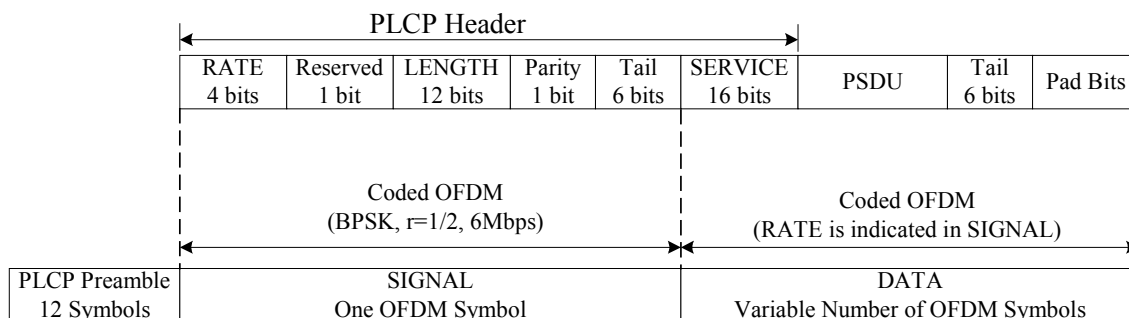 PLCP Header
RATE Reserved LENGTH Parity Tail SERVICE PSDU Tail Pad Bits
4 bits 1 bit 12 bits 1 bit 6 bits 16 bits 6 bits
Coded OFDM
(BPSK, r=1/2, 6Mbps)
Coded OFDM
(RATE is indicated in SIGNAL)
PLCP Preamble SIGNAL DATA
12 Symbols One OFDM Symbol Variable Number of OFDM Symbols